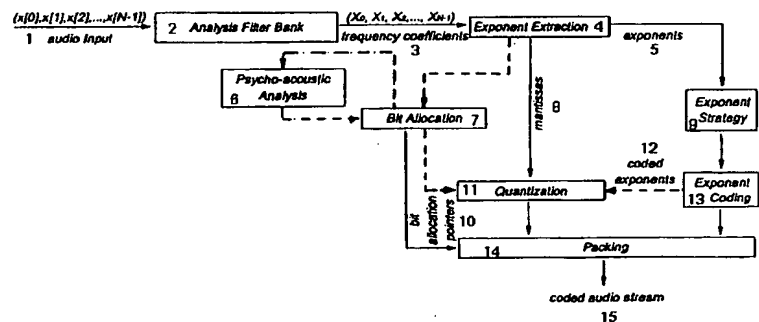 (x[0],x[1],x[2],...,x[N-1])
1 audio Input
2 Analysis Filter Bank
(X0, X1, X2,..., XN-1)
frequency coefficients
3
Exponent Extraction 4
exponents
5
Psycho-acoustic
6 Analysis
Bit Allocation 7
mantissas
8
Exponent
Strategy
9
12
coded
exponents
11 Quantization
Exponent
13 Coding
bit
allocation
pointers
10
14 Packing
coded audio stream
15